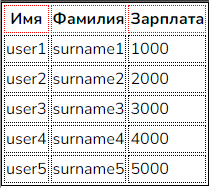 Имя Фамилия Зарплата
user1 surname1 1000
user2 surname2 2000
user3 surname3 3000
user4 surname4 4000
user5 surname5 5000